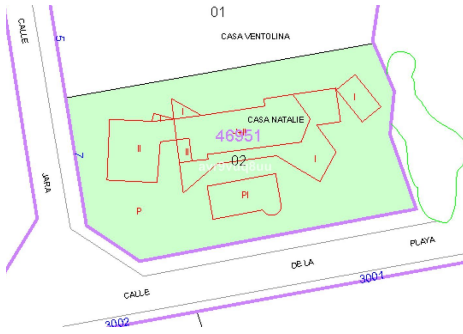 01
CALLE
CASA VENTOLINA
5
I
I
CASA NATALIE
46951
II
II
02
I
7
JARA
P
PI
PLAYA
DE LA
3001
CALLE
3002